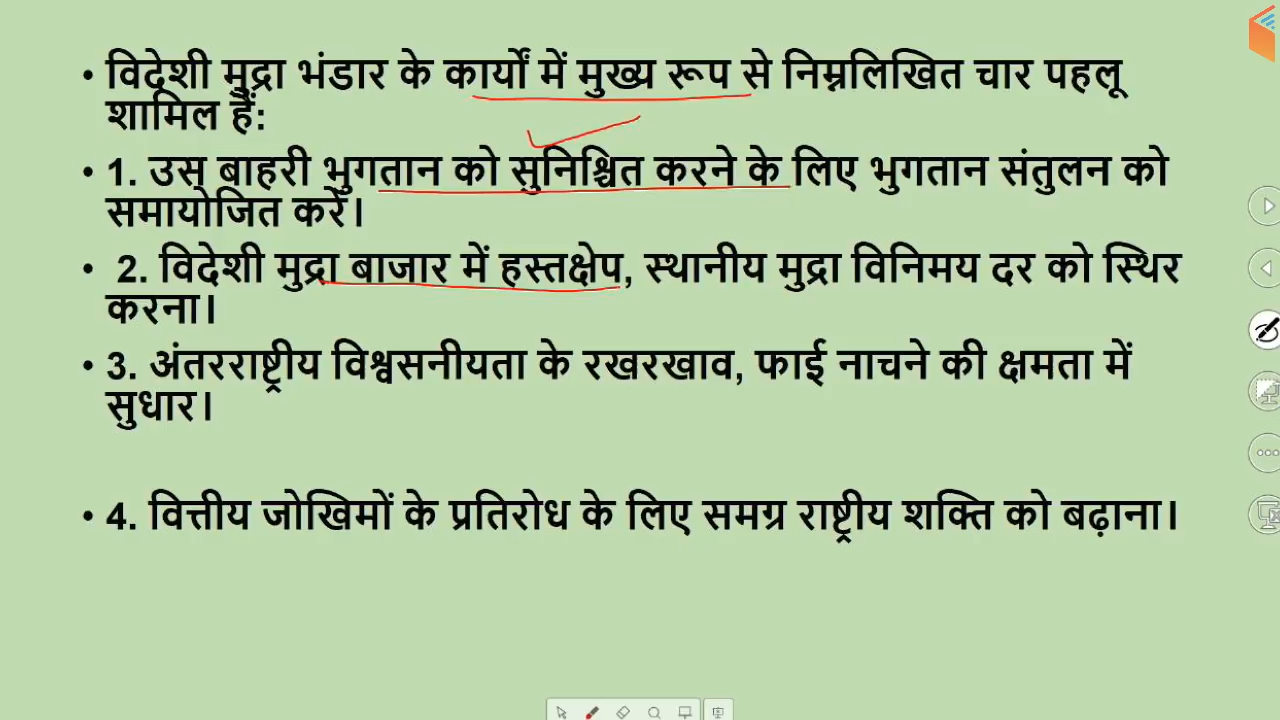 • विदेशी मुद्रा भंडार के कार्यों में मुख्य रूप से निम्नलिखित चार पहलू
शामिल हैं:
• 1. उस बाहरी भुगतान को सुनिश्चित करने के लिए भुगतान संतुलन को
समायोजित करें।
• 2. विदेशी मुद्रा बाजार में हस्तक्षेप, स्थानीय मुद्रा विनिमय दर को स्थिर
करना।
• 3. अंतरराष्ट्रीय विश्वसनीयता के रखरखाव, फाई नाचने की क्षमता में
सुधार।
• 4. वित्तीय जोखिमों के प्रतिरोध के लिए समग्र राष्ट्रीय शक्ति को बढ़ाना।